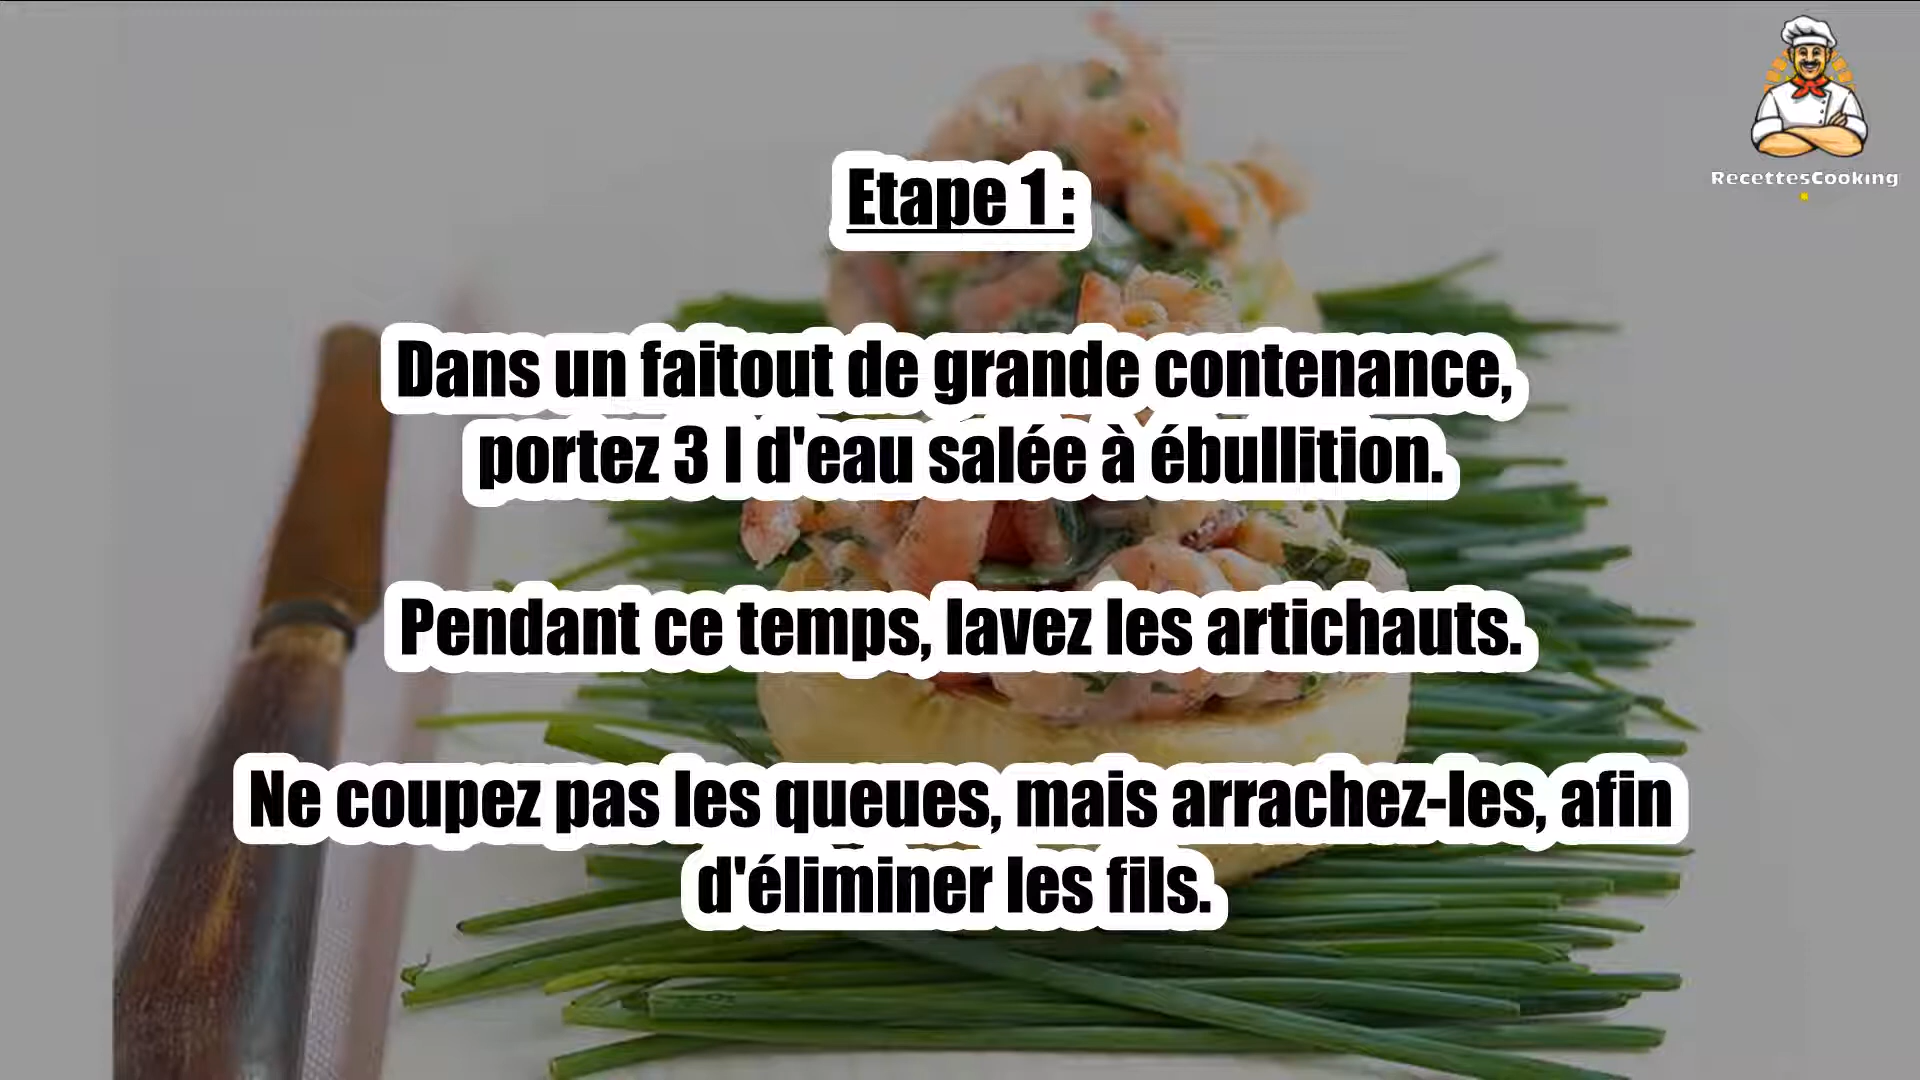 RecettesCooking
Etape 1 :
Dans un faitout de grande contenance,
portez 3 l d'eau salée à ébullition.
Pendant ce temps, lavez les artichauts.
Ne coupez pas les queues, mais arrachez-les, afin
d'éliminer les fils.